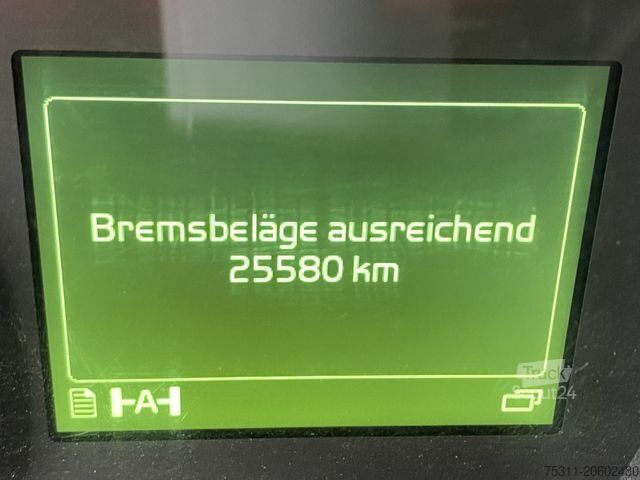 Bremsbeläge ausreichend
25580 km
A
Truck
Scout24
75311-20602430